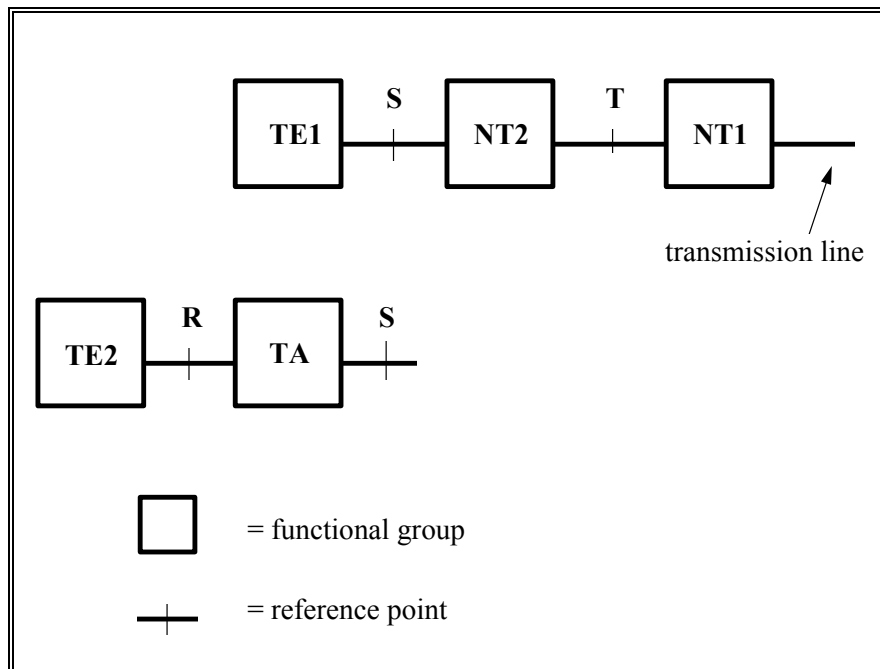 S T
TE1 NT2 NT1
transmission line
R S
TE2 TA
= functional group
= reference point